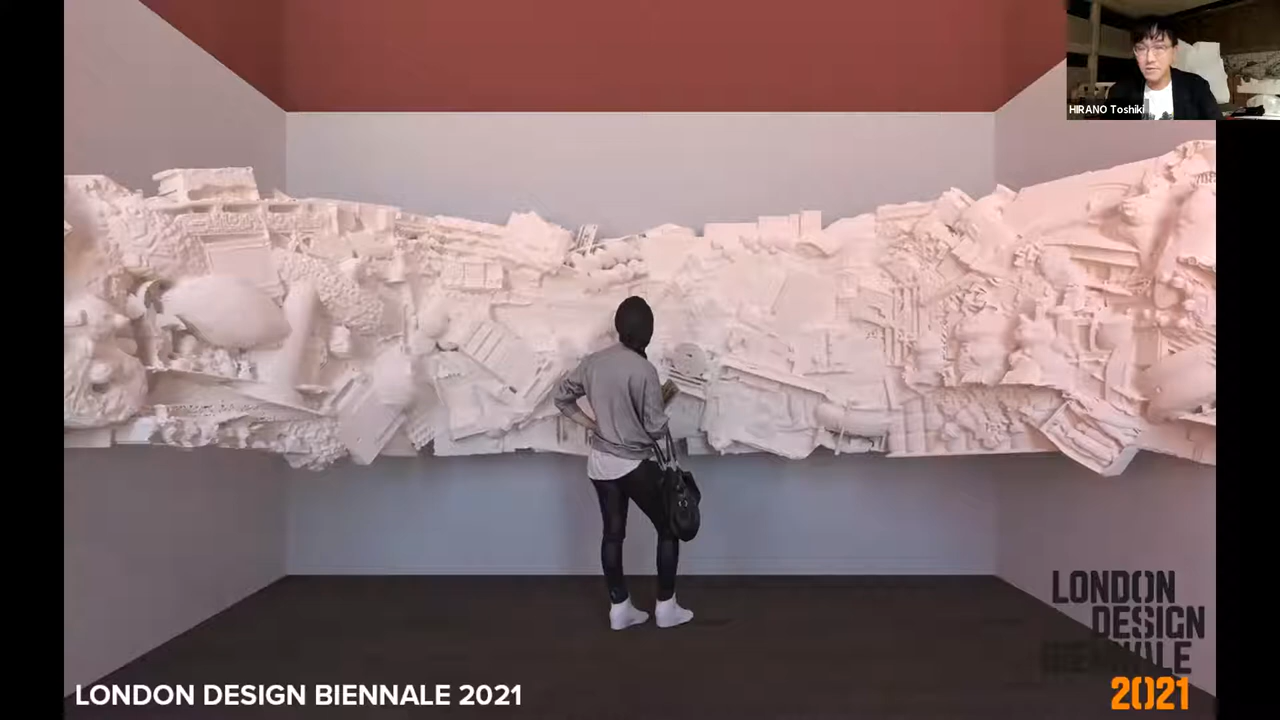 HIRANO Toshiki
LONDON
DESIGN
BIENNALE
2021
LONDON DESIGN BIENNALE 2021